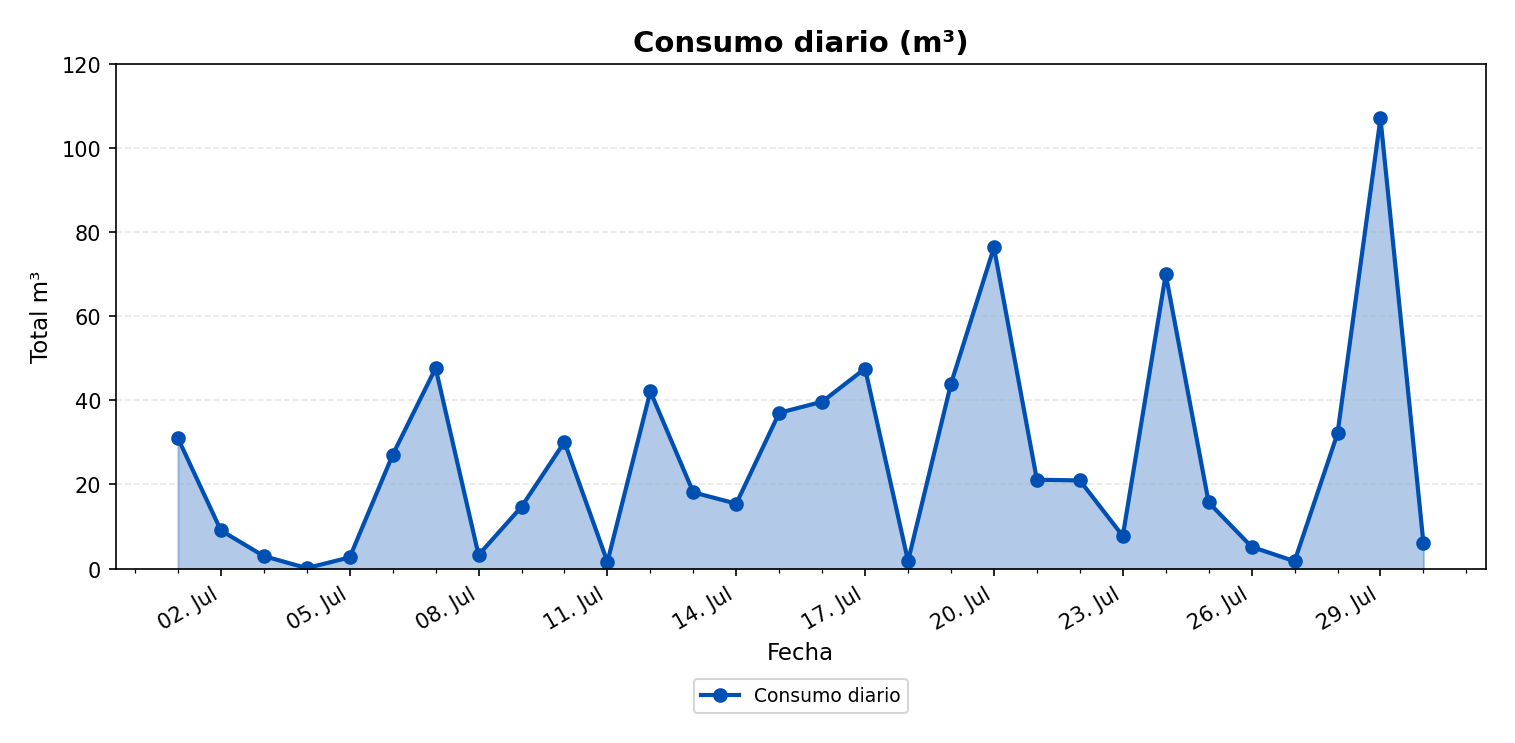 Consumo diario (m³)
Total m³
120
100
80
60
40
20
0
02. Jul
05. Jul
08. Jul
11. Jul
14. Jul
17. Jul
20. Jul
23. Jul
26. Jul
29. Jul
Fecha
Consumo diario